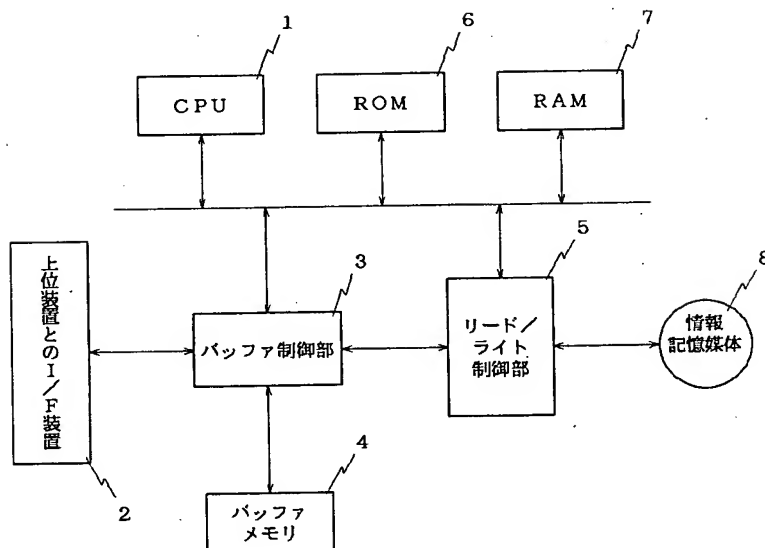 1
6
7
CPU
ROM
RAM
5
3
8
上位装置とのI/F装置
バッファ制御部
リード/
ライト
制御部
情報
記憶媒体
4
2
バッファ
メモリ